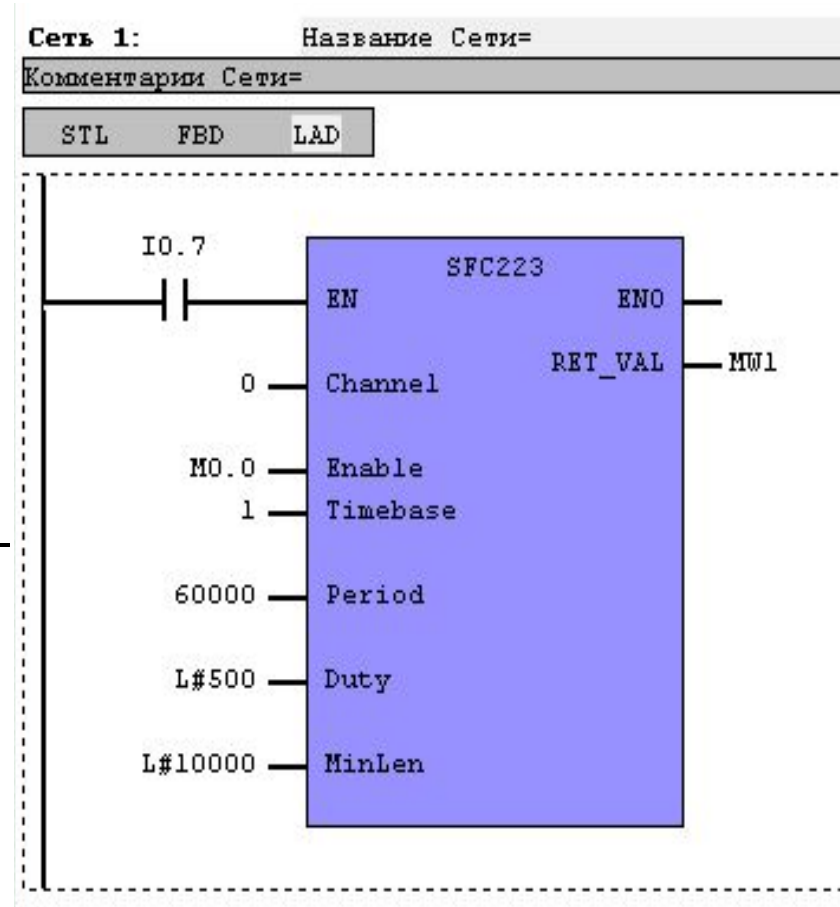 Сеть 1: Название Сети=
Комментарии Сети=
STL FBD LAD
I0.7
SFC223
EN ENO
RET_VAL MW1
0 Channel
M0.0 Enable
1 Timebase
60000 Period
L#500 Duty
L#10000 MinLen